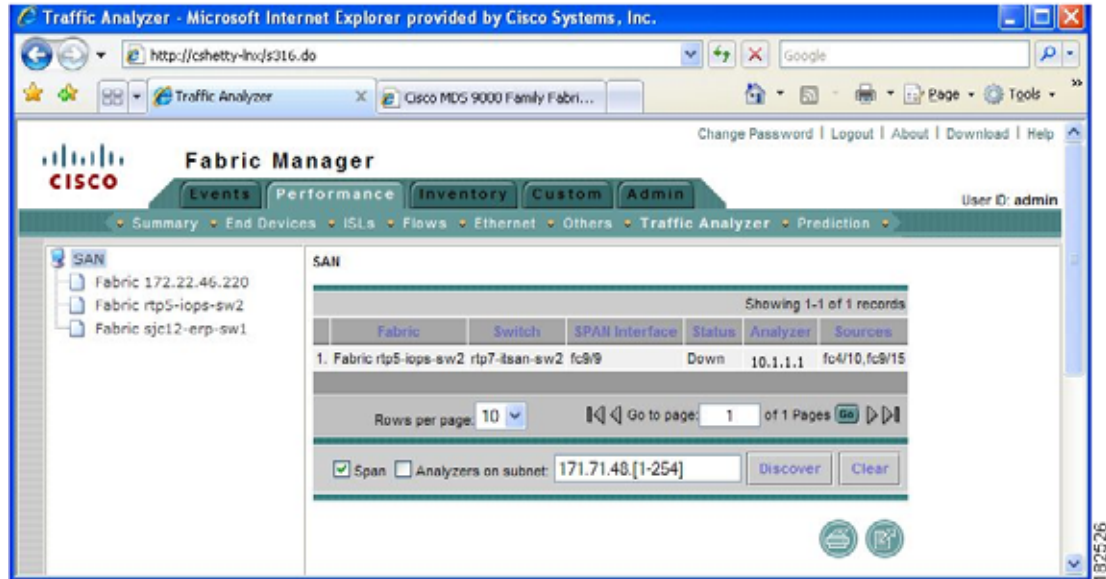 Traffic Analyzer - Microsoft Internet Explorer provided by Cisco Systems, Inc.
http://cshetty-lnx/s316.do
Google
Traffic Analyzer
Cisco MDS 9000 Family Fabri...
Page
Tools
Change Password | Logout | About | Download | Help
CISCO
Fabric Manager
Events Performance Inventory Custom Admin
User ID: admin
Summary End Devices ISLs Flows Ethernet Others Traffic Analyzer Prediction
SAN
Fabric 172.22.46.220
Fabric rtp5-iops-sw2
Fabric sjc12-erp-sw1
SAN
Showing 1-1 of 1 records
Fabric Switch SPAN Interface Status Analyzer Sources
1. Fabric rtp5-iops-sw2 rtp7-itsan-sw2 fc9/9 Down 10.1.1.1 fc4/10,fc9/15
Rows per page: 10 Go to page: 1 of 1 Pages Go
Span Analyzers on subnet: 171.71.48.[1-254] Discover Clear
182526